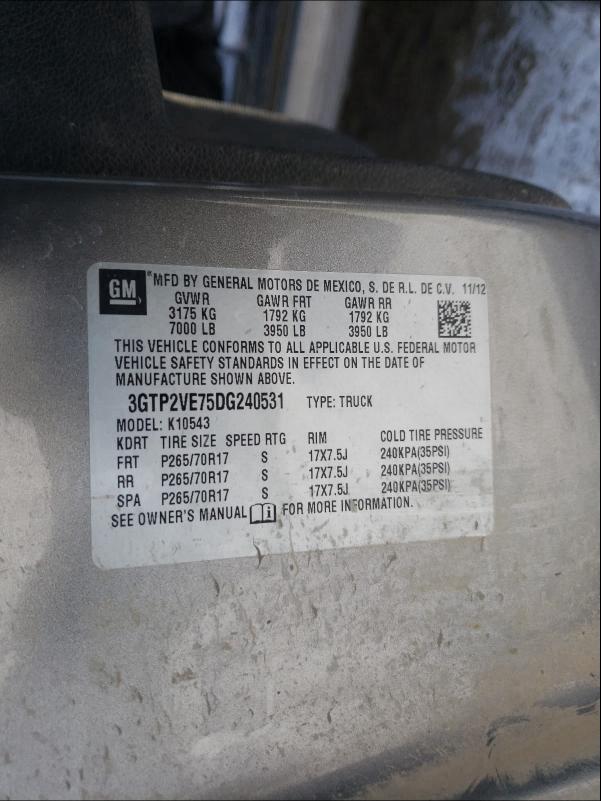 GM
*MFD BY GENERAL MOTORS DE MEXICO, S. DE R.L. DE C.V. 11/12
GVWR GAWR FRT GAWR RR
3175 KG 1792 KG 1792 KG
7000 LB 3950 LB 3950 LB
THIS VEHICLE CONFORMS TO ALL APPLICABLE U.S. FEDERAL MOTOR
VEHICLE SAFETY STANDARDS IN EFFECT ON THE DATE OF
MANUFACTURE SHOWN ABOVE.
3GTP2VE75DG240531 TYPE: TRUCK
MODEL: K10543
KDRT TIRE SIZE SPEED RTG RIM COLD TIRE PRESSURE
FRT P265/70R17 S 17X7.5J 240KPA(35PSI)
RR P265/70R17 S 17X7.5J 240KPA(35PSI)
SPA P265/70R17 S 17X7.5J 240KPA(35PSI)
SEE OWNER'S MANUAL i FOR MORE INFORMATION.